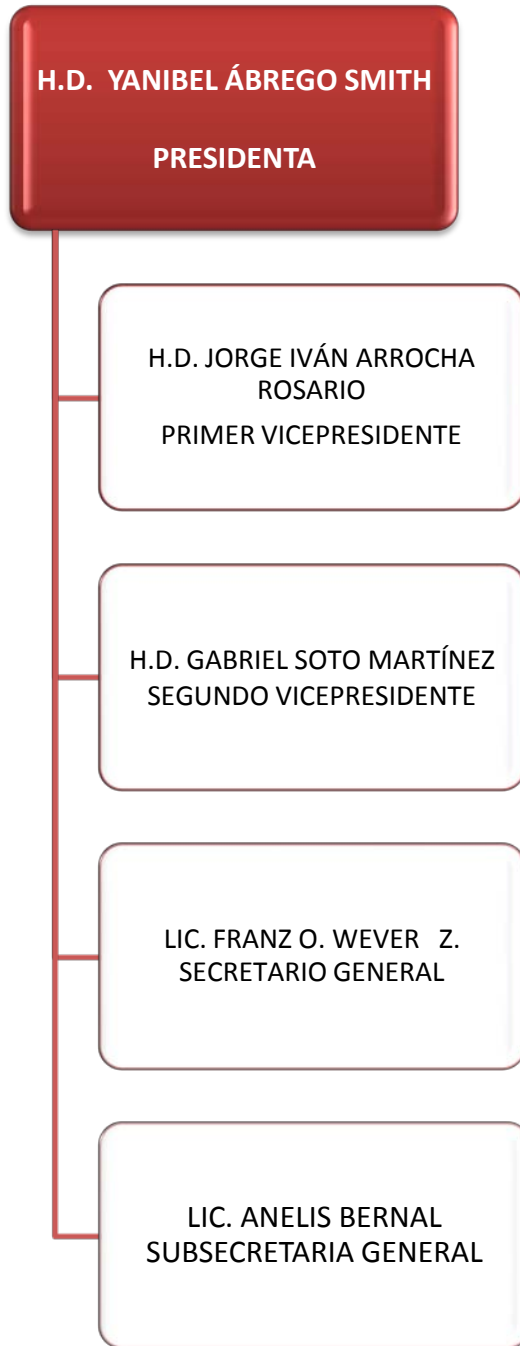 H.D. YANIBEL ÁBREGO SMITH
PRESIDENTA
H.D. JORGE IVÁN ARROCHA
ROSARIO
PRIMER VICEPRESIDENTE
H.D. GABRIEL SOTO MARTÍNEZ
SEGUNDO VICEPRESIDENTE
LIC. FRANZ O. WEVER Z.
SECRETARIO GENERAL
LIC. ANELIS BERNAL
SUBSECRETARIA GENERAL